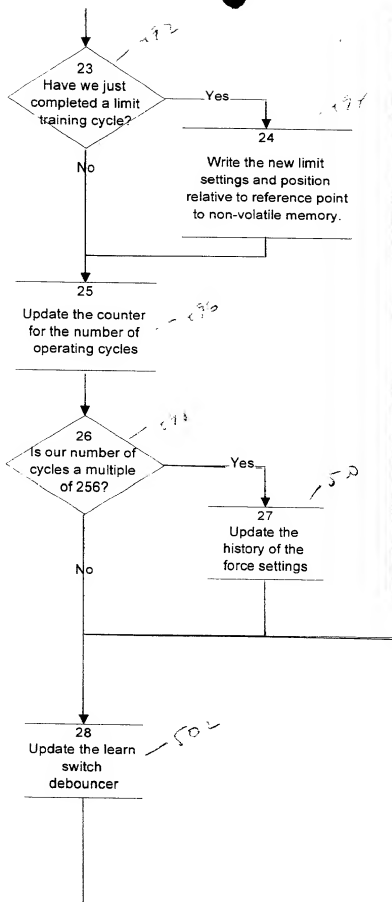 23
Have we just
completed a limit
training cycle?
Yes
24
Write the new limit
settings and position
relative to reference point
to non-volatile memory.
No
25
Update the counter
for the number of
operating cycles
26
Is our number of
cycles a multiple
of 256?
Yes
27
Update the
history of the
force settings
No
28
Update the learn
switch
debouncer
502